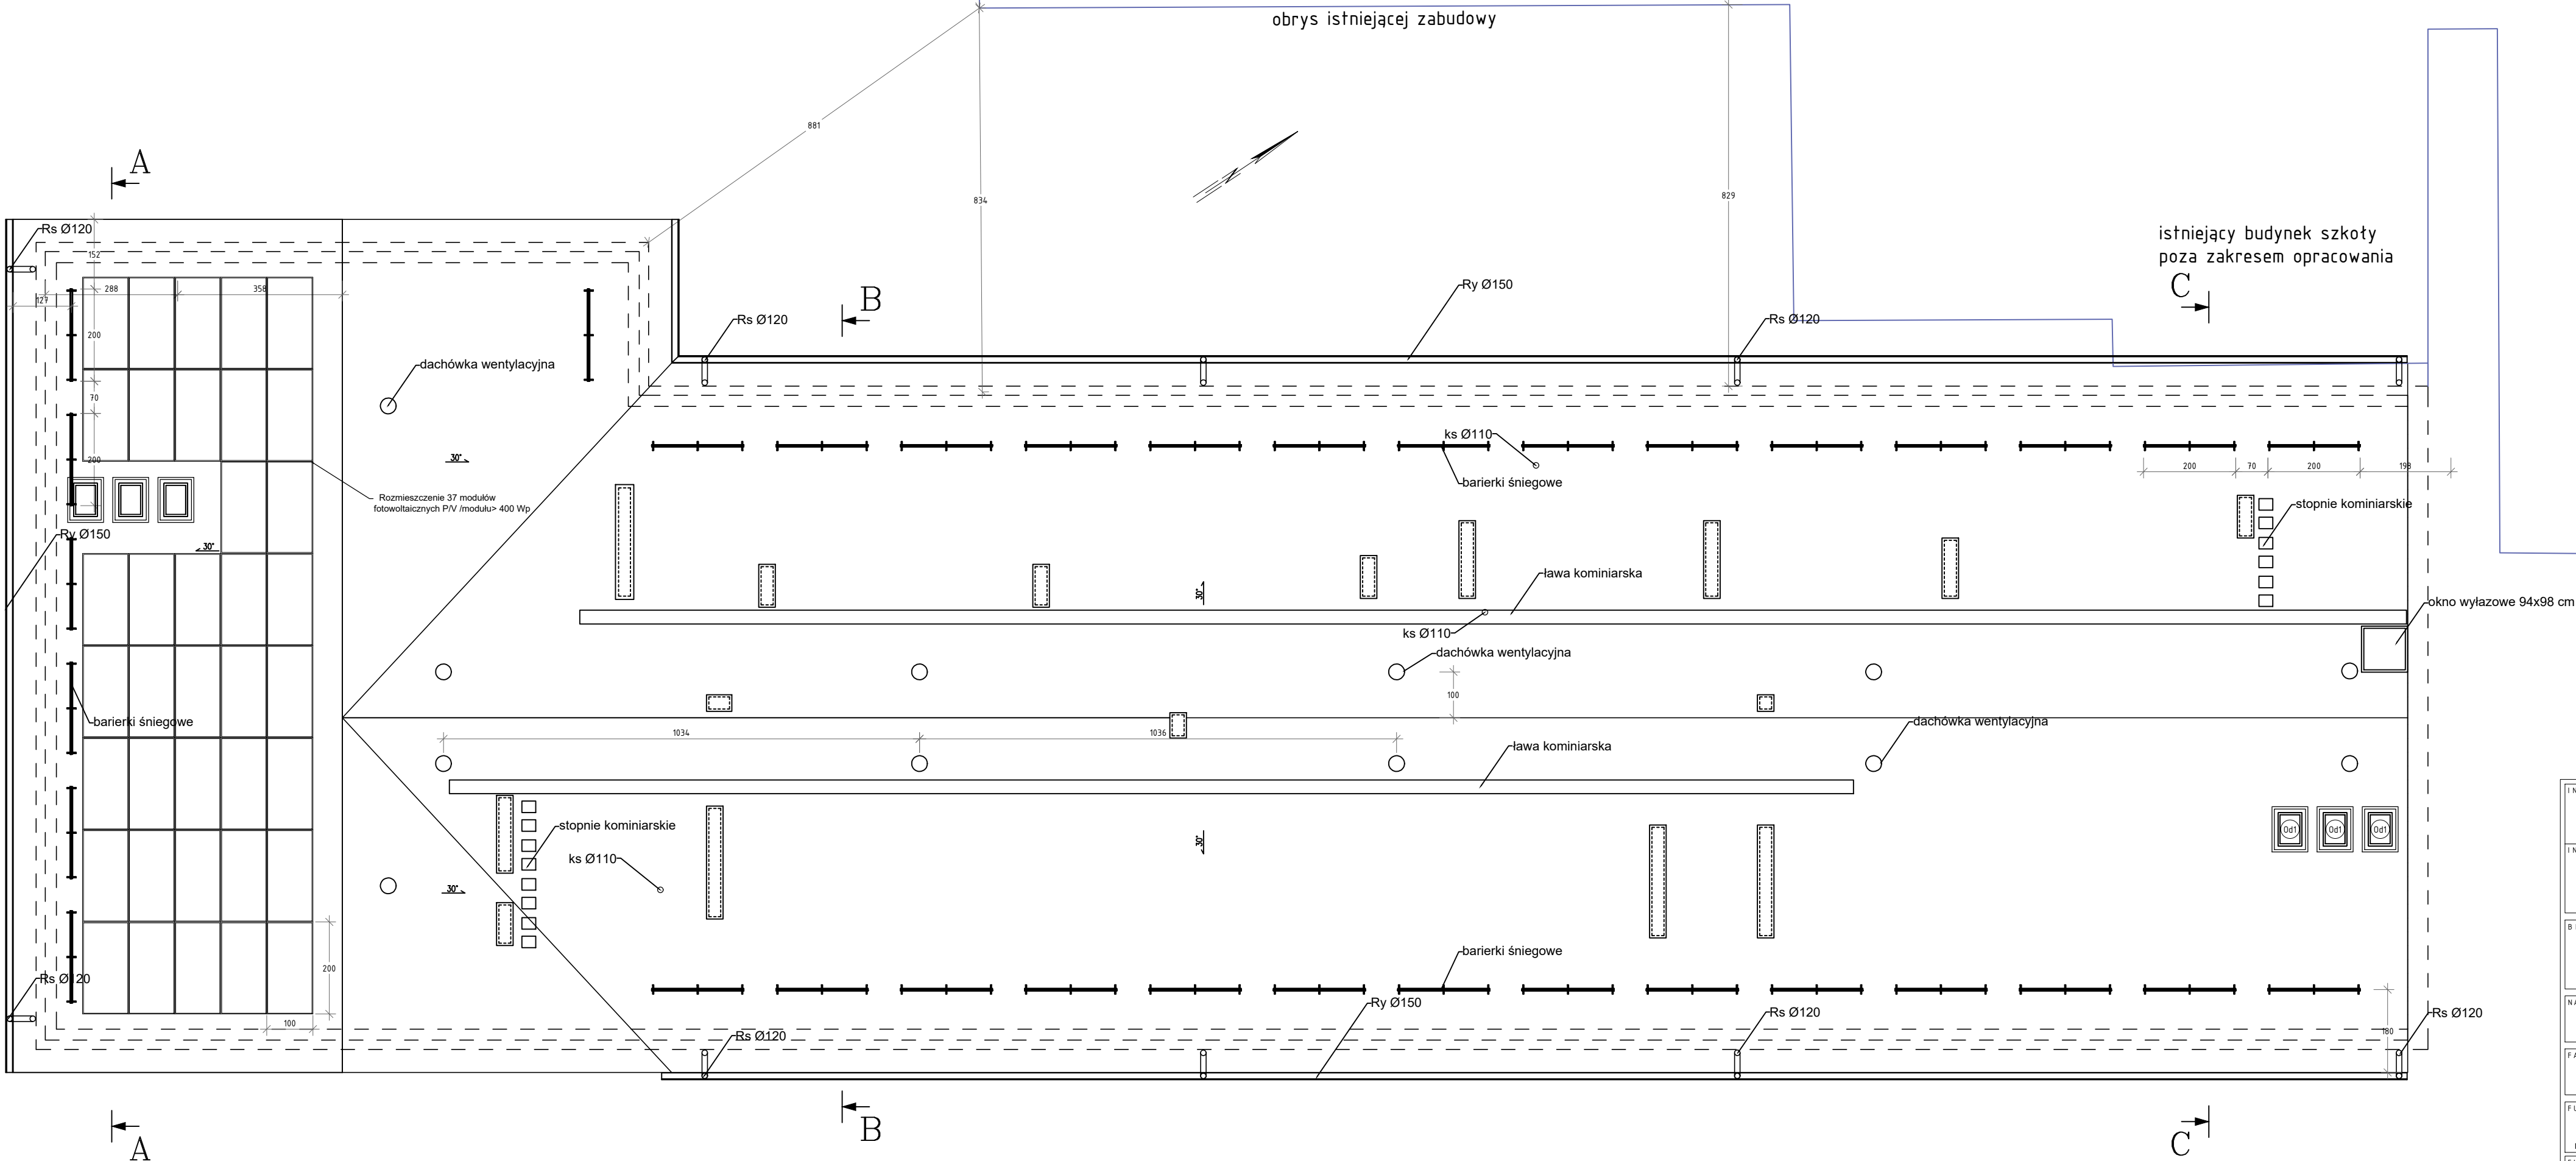 obrys istniejącej zabudowy
881
A
834
829
Rs Ø120
152
istniejący budynek szkoły
poza zakresem opracowania
288
358
127
B
Ry Ø150
C
Rs Ø120
Rs Ø120
200
dachówka wentylacyjna
70
ks Ø110
200
30°
200
70
200
198
barierki śniegowe
Rozmieszczenie 37 modułów
fotowoltaicznych P/V /modułu> 400 Wp
stopnie kominiarskie
Ry Ø150
30°
ława kominiarska
30°
okno wyłazowe 94x98 cm
ks Ø110
dachówka wentylacyjna
100
barierki śniegowe
dachówka wentylacyjna
1034
1036
ława kominiarska
stopnie kominiarskie
Od1
Od1
Od1
30°
ks Ø110
30°
barierki śniegowe
200
Rs Ø120
Ry Ø150
Rs Ø120
Rs Ø120
100
180
Rs Ø120
B
A
C